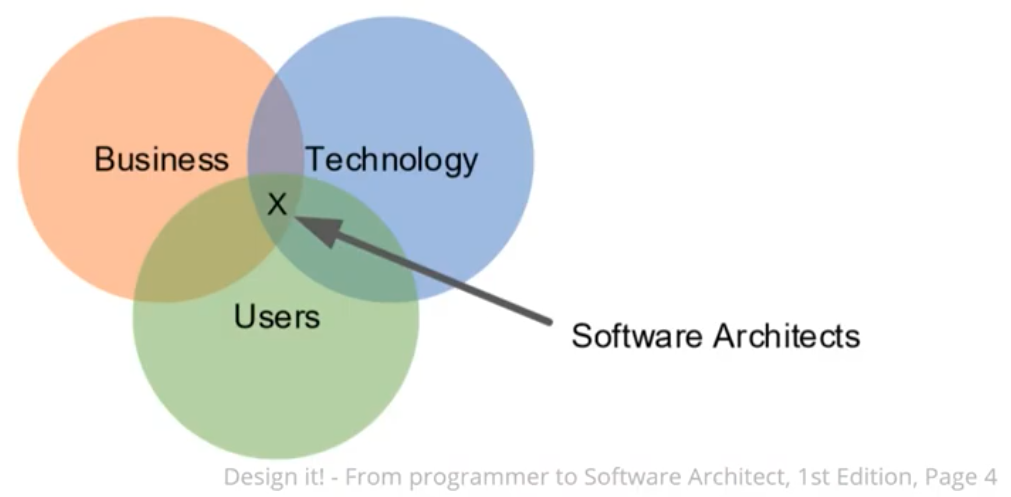 Business
Technology
X
Users
Software Architects
Design it! - From programmer to Software Architect, 1st Edition, Page 4